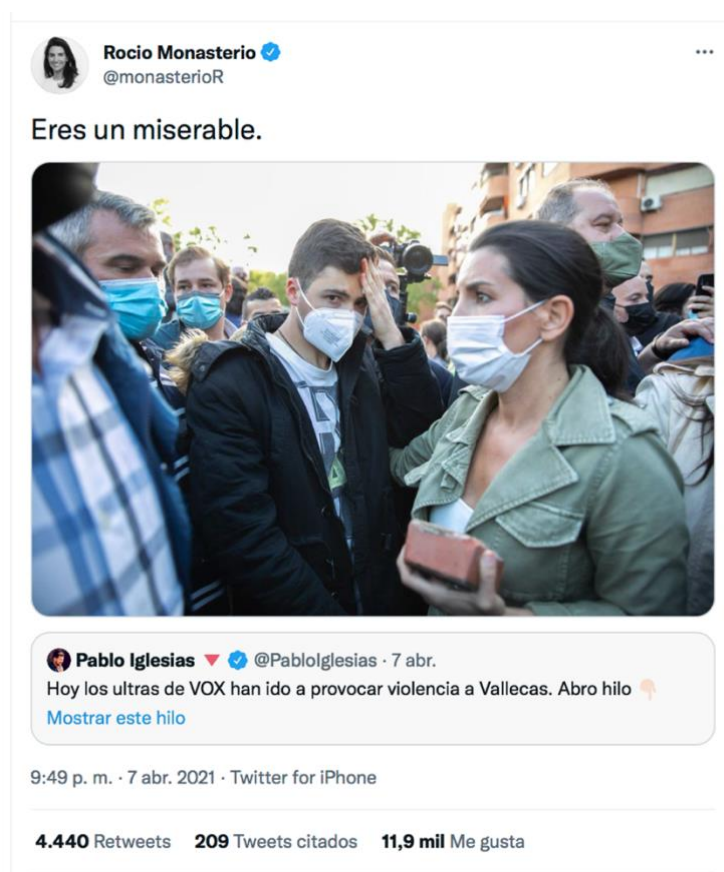 Rocio Monasterio
@monasterioR
Eres un miserable.
Pablo Iglesias @PabloIglesias · 7 abr.
Hoy los ultras de VOX han ido a provocar violencia a Vallecas. Abro hilo
Mostrar este hilo
9:49 p. m. · 7 abr. 2021 · Twitter for iPhone
4.440 Retweets 209 Tweets citados 11,9 mil Me gusta